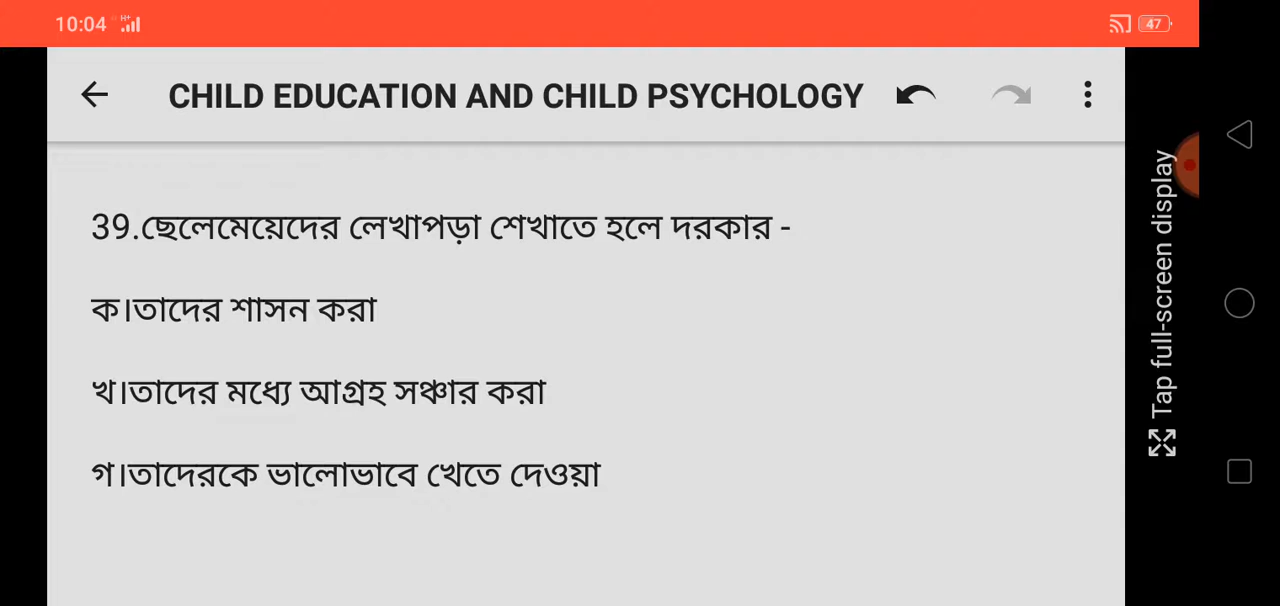 10:04 H+ 47
CHILD EDUCATION AND CHILD PSYCHOLOGY
39.ছেলেমেয়েদের লেখাপড়া শেখাতে হলে দরকার -
ক।তাদের শাসন করা
খ।তাদের মধ্যে আগ্রহ সঞ্চার করা
গ।তাদেরকে ভালোভাবে খেতে দেওয়া
Tap full-screen display